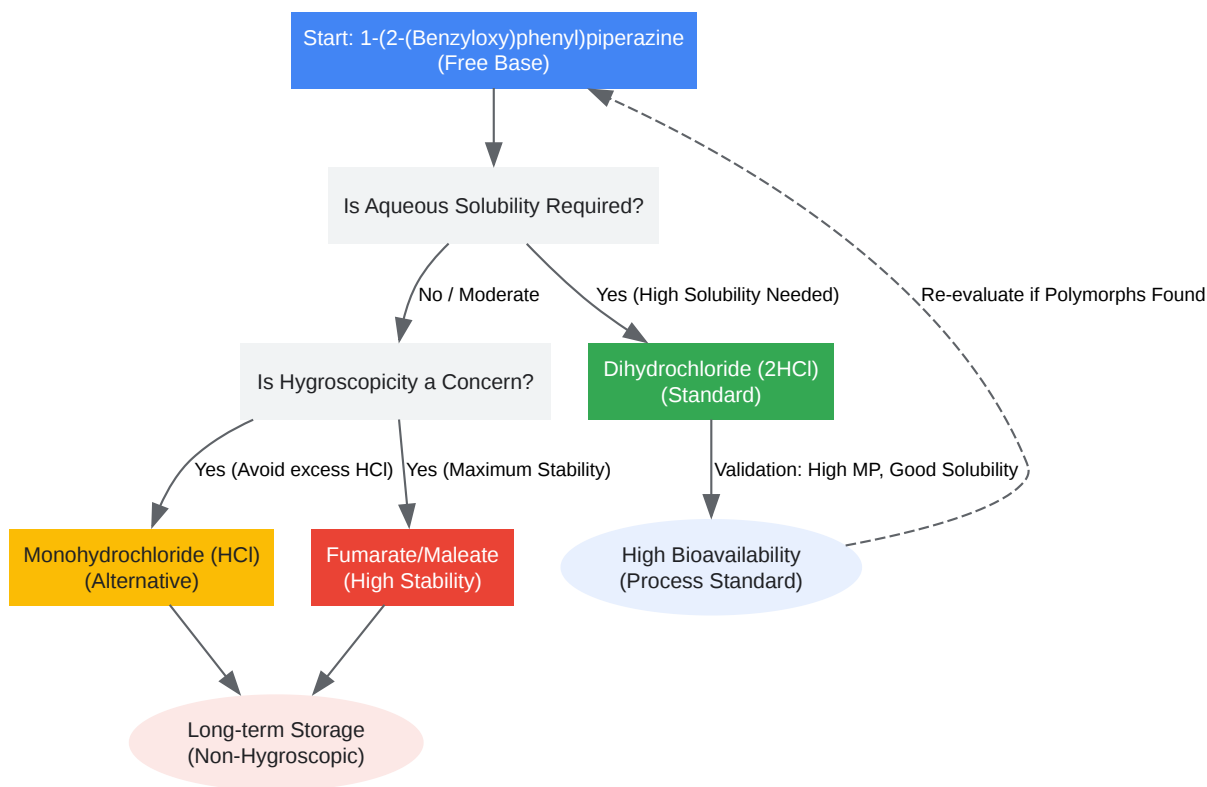 Start: 1-(2-(Benzyloxy)phenyl)piperazine
(Free Base)
Is Aqueous Solubility Required?
No / Moderate
Yes (High Solubility Needed)
Re-evaluate if Polymorphs Found
Is Hygroscopicity a Concern?
Dihydrochloride (2HCl)
(Standard)
Yes (Avoid excess HCl)
Yes (Maximum Stability)
Validation: High MP, Good Solubility
Monohydrochloride (HCl)
(Alternative)
Fumarate/Maleate
(High Stability)
High Bioavailability
(Process Standard)
Long-term Storage
(Non-Hygroscopic)